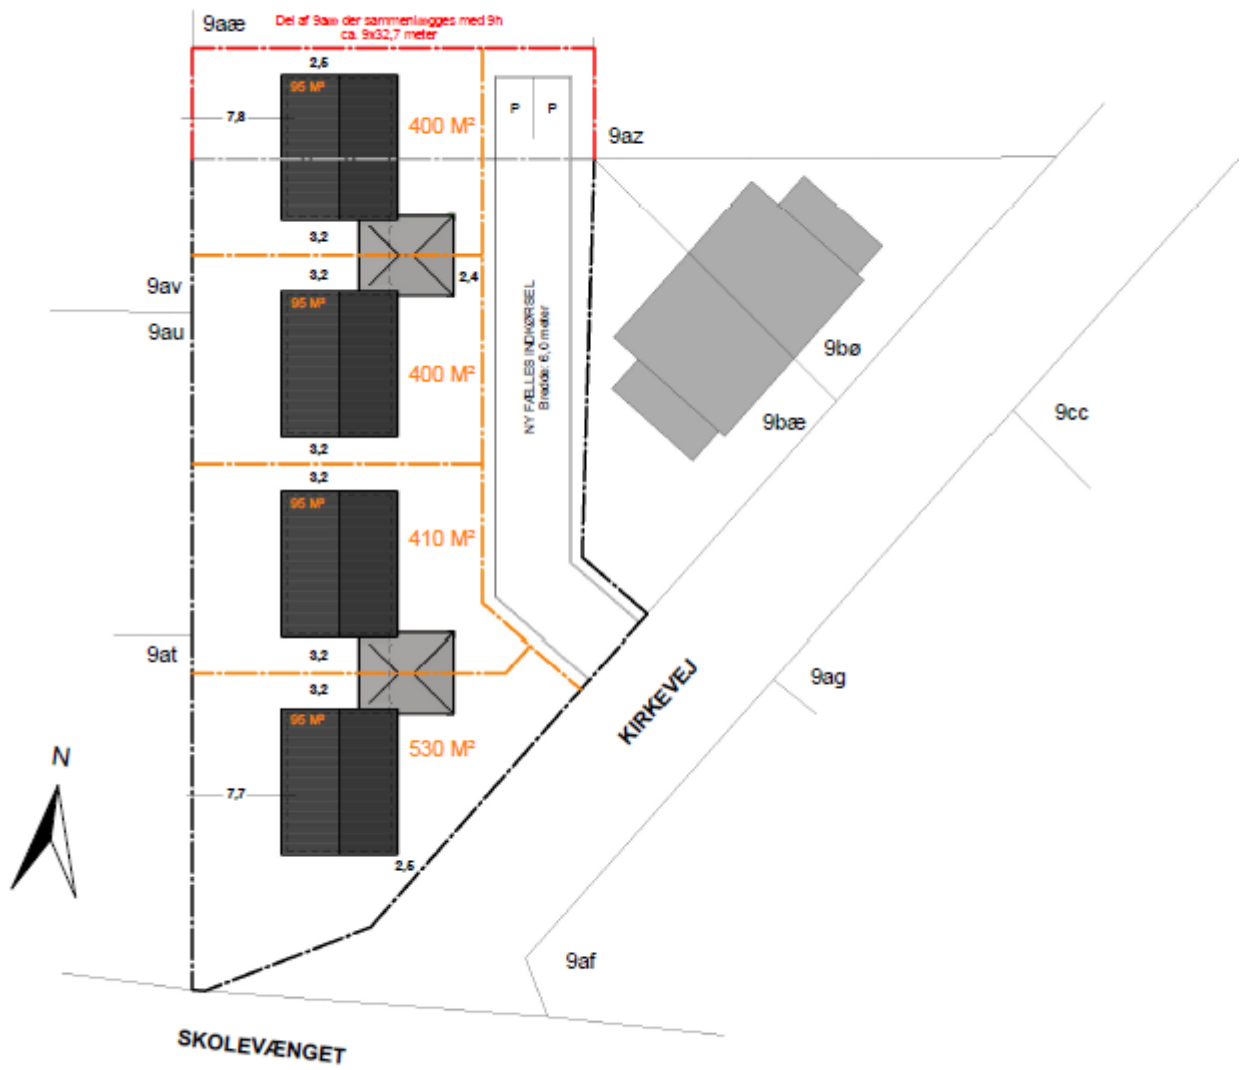 9aæ
Del af 9aæ der sammenlægges med 9h
ca. 9x32,7 meter
2,5
95 M²
7,8
400 M²
P P
9az
3,2
3,2
2,4
9av
9au
95 M²
400 M²
NY FÆLLES INDKØRSEL
Bredde: 6,0 meter
9bø
9bæ
9cc
3,2
3,2
95 M²
410 M²
9at
3,2
3,2
9ag
KIRKEVEJ
95 M²
530 M²
N
7,7
2,5
9af
SKOLEVÆNGET